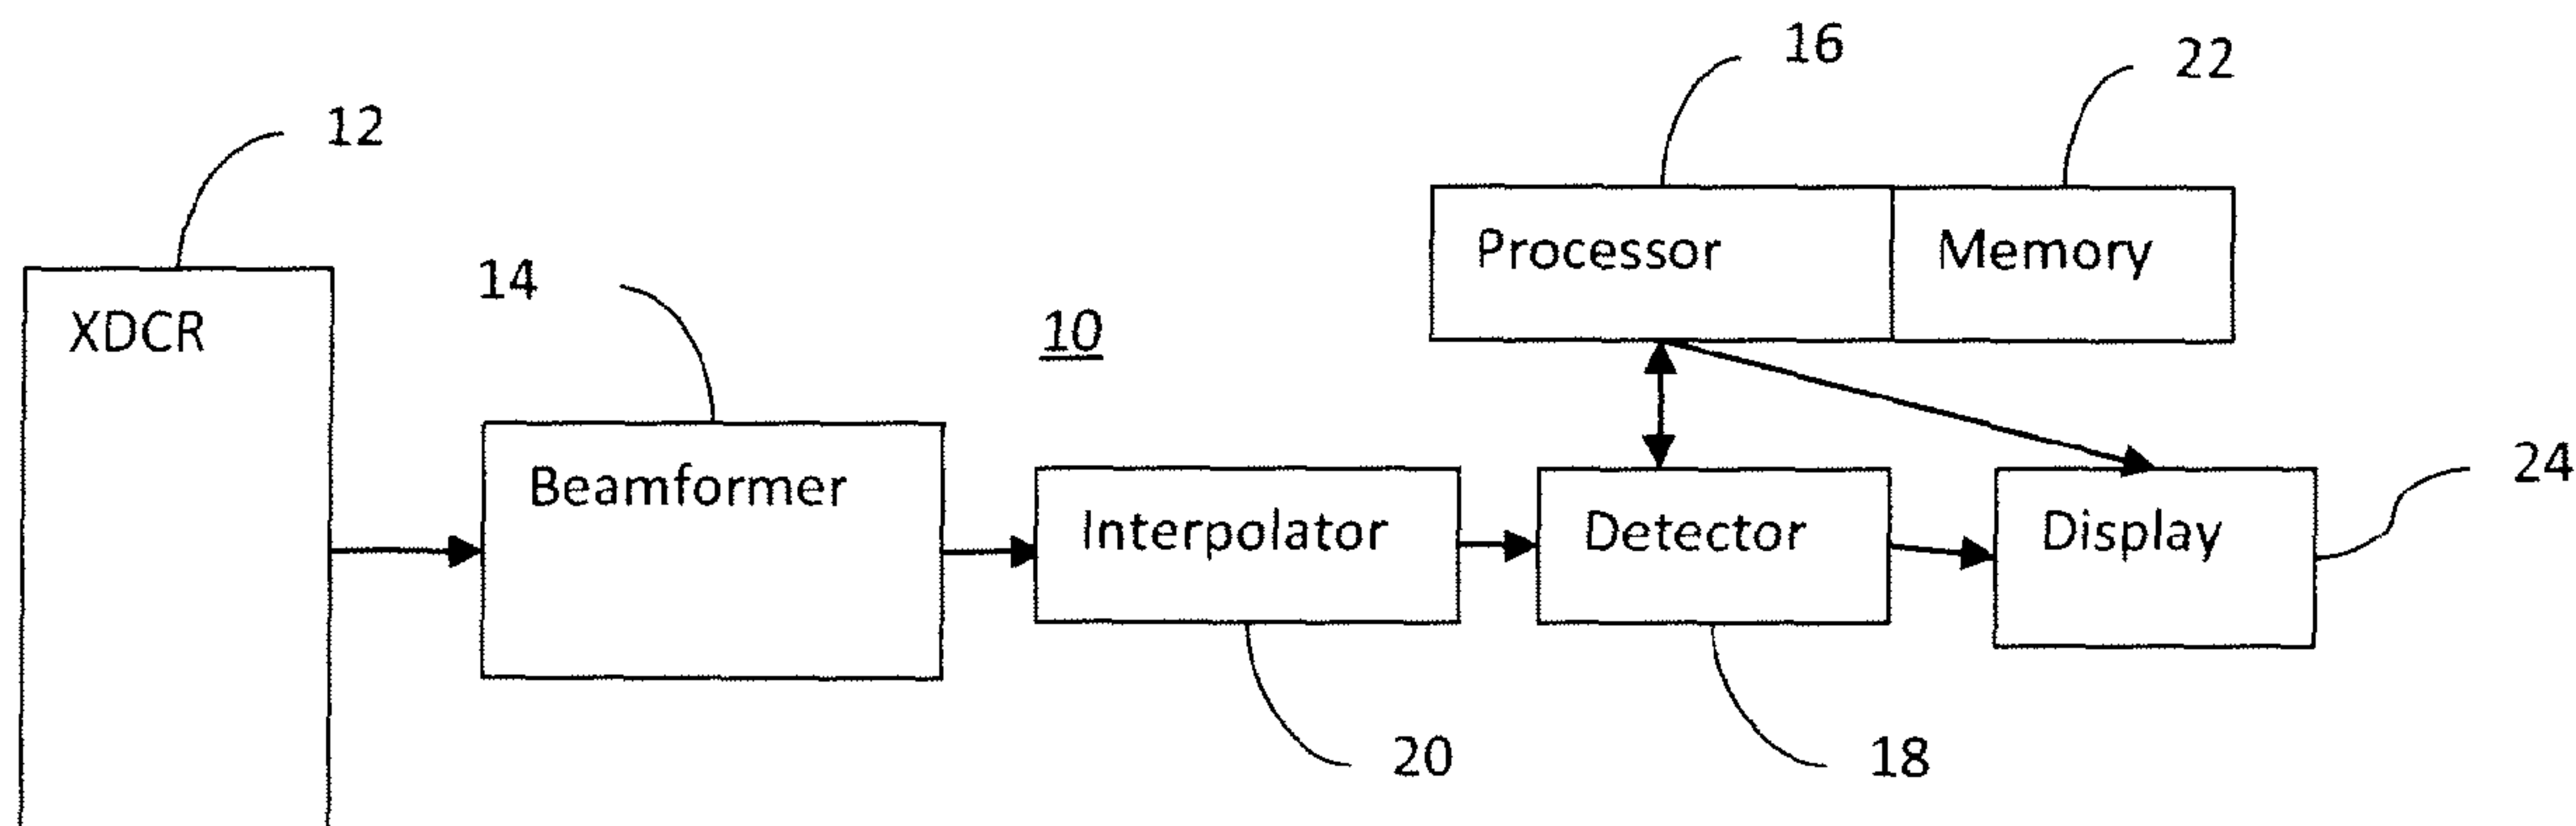 16
22
12
Processor
Memory
14
XDCR
10
Beamformer
24
Interpolator
Detector
Display
20
18